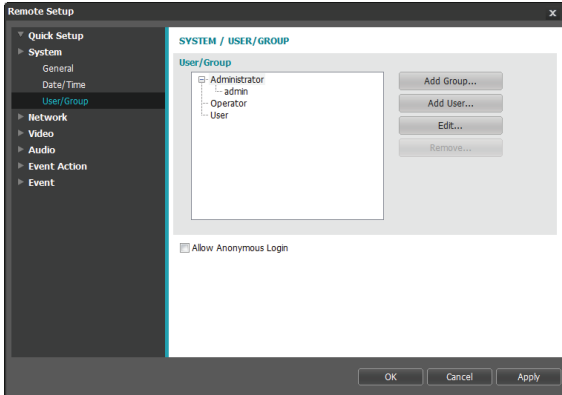 Remote Setup
x
Quick Setup
System
General
Date/Time
User/Group
Network
Video
Audio
Event Action
Event
SYSTEM / USER/GROUP
User/Group
Administrator
admin
Operator
User
Add Group...
Add User...
Edit...
Remove...
Allow Anonymous Login
OK
Cancel
Apply